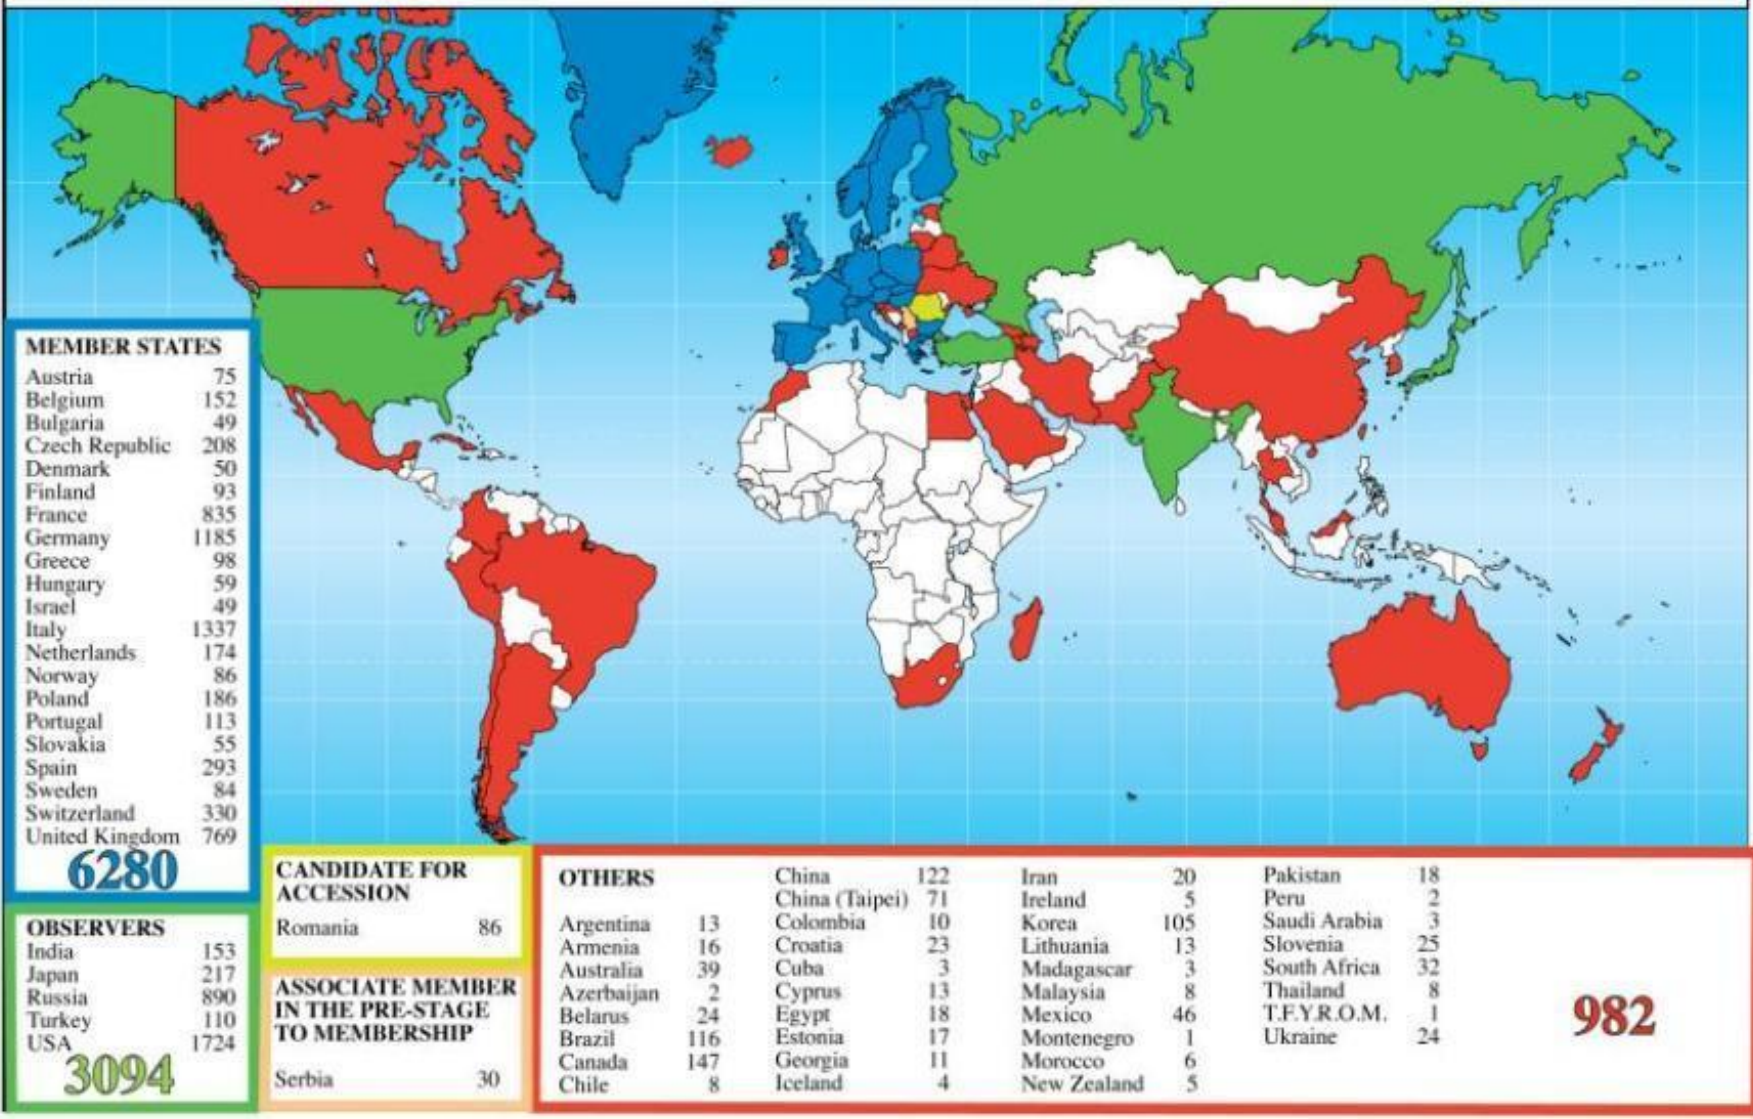 MEMBER STATES
Austria 75
Belgium 152
Bulgaria 49
Czech Republic 208
Denmark 50
Finland 93
France 835
Germany 1185
Greece 98
Hungary 59
Israel 49
Italy 1337
Netherlands 174
Norway 86
Poland 186
Portugal 113
Slovakia 55
Spain 293
Sweden 84
Switzerland 330
United Kingdom 769
6280
OBSERVERS
India 153
Japan 217
Russia 890
Turkey 110
USA 1724
3094
CANDIDATE FOR
ACCESSION
Romania 86
ASSOCIATE MEMBER
IN THE PRE-STAGE
TO MEMBERSHIP
Serbia 30
OTHERS
Argentina 13
Armenia 16
Australia 39
Azerbaijan 2
Belarus 24
Brazil 116
Canada 147
Chile 8
China 122
China (Taipei) 71
Colombia 10
Croatia 23
Cuba 3
Cyprus 13
Egypt 18
Estonia 17
Georgia 11
Iceland 4
Iran 20
Ireland 5
Korea 105
Lithuania 13
Madagascar 3
Malaysia 8
Mexico 46
Montenegro 1
Morocco 6
New Zealand 5
Pakistan 18
Peru 2
Saudi Arabia 3
Slovenia 25
South Africa 32
Thailand 8
T.F.Y.R.O.M. 1
Ukraine 24
982